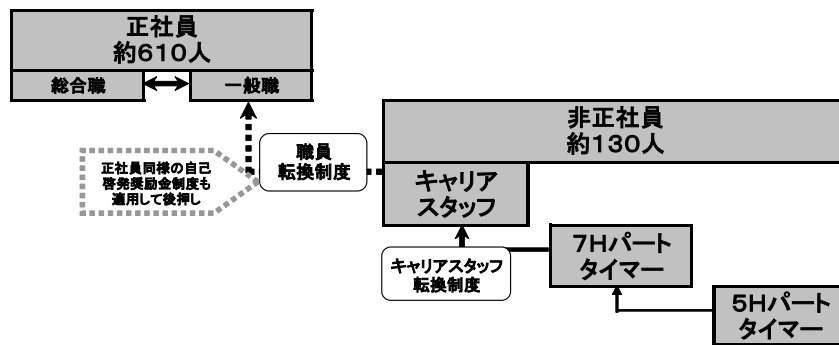 正社員
約610人
総合職
一般職
非正社員
約130人
職員
転換制度
正社員同様の自己
啓発奨励金制度も
適用して後押し
キャリア
スタッフ
キャリアスタッフ
転換制度
7Hパート
タイマー
5Hパート
タイマー